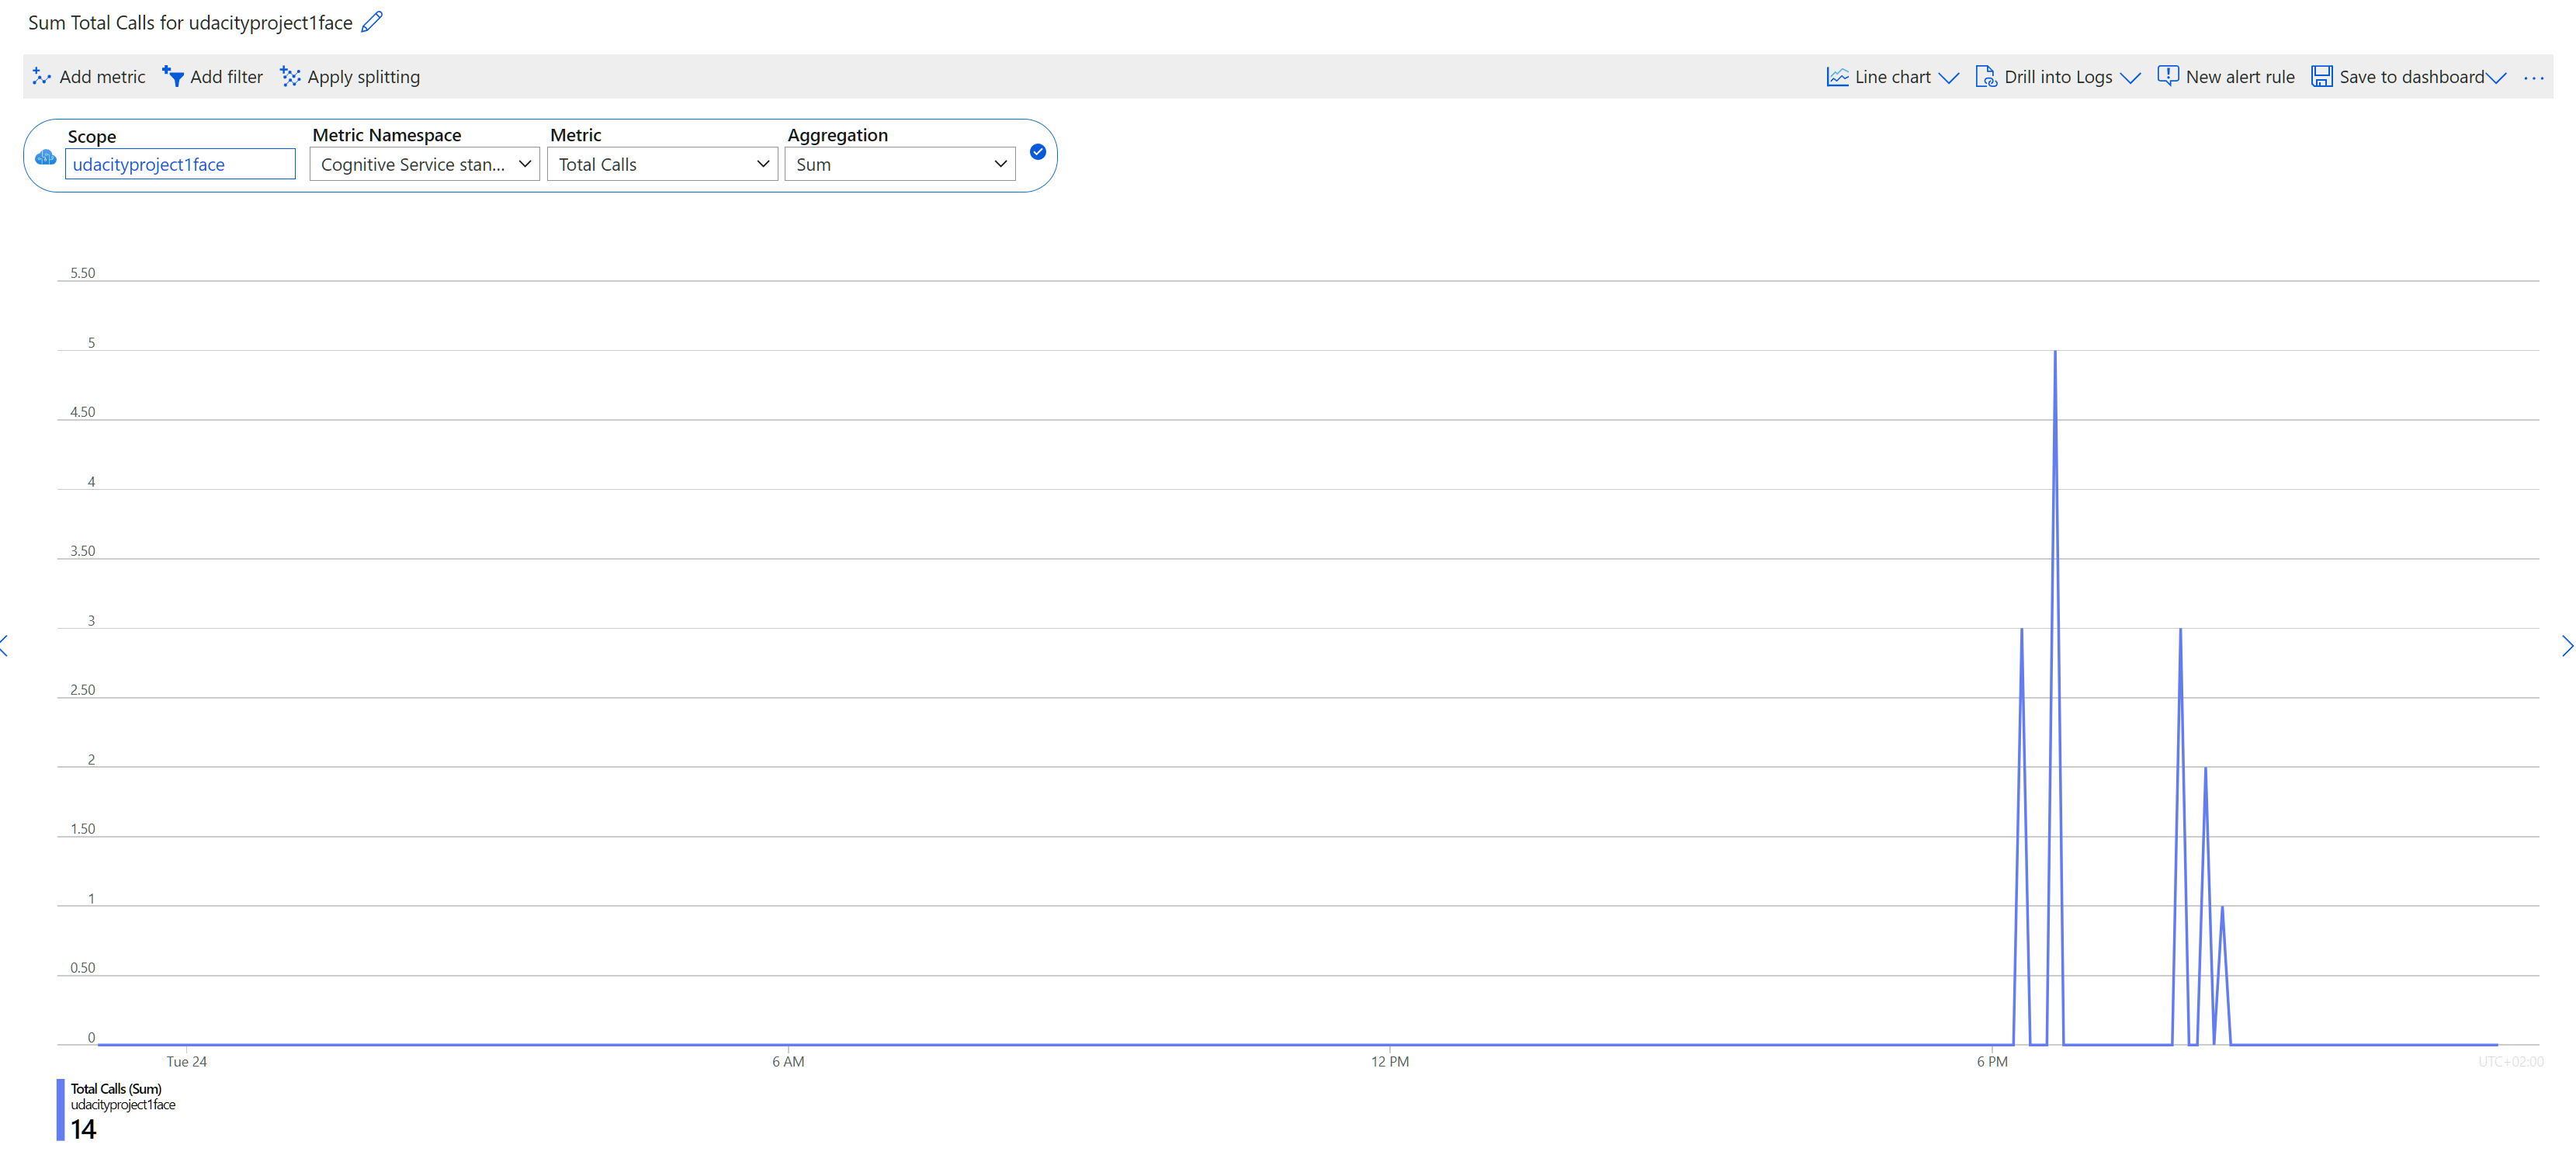 Sum Total Calls for udacityproject1face
Add metric Add filter Apply splitting Line chart Drill into Logs New alert rule Save to dashboard ...
Scope Metric Namespace Metric Aggregation
udacityproject1face Cognitive Service stan... Total Calls Sum
5.50
5
4.50
4
3.50
3
2.50
2
1.50
1
0.50
0
Tue 24 6 AM 12 PM 6 PM UTC+02:00
Total Calls (Sum)
udacityproject1face
14